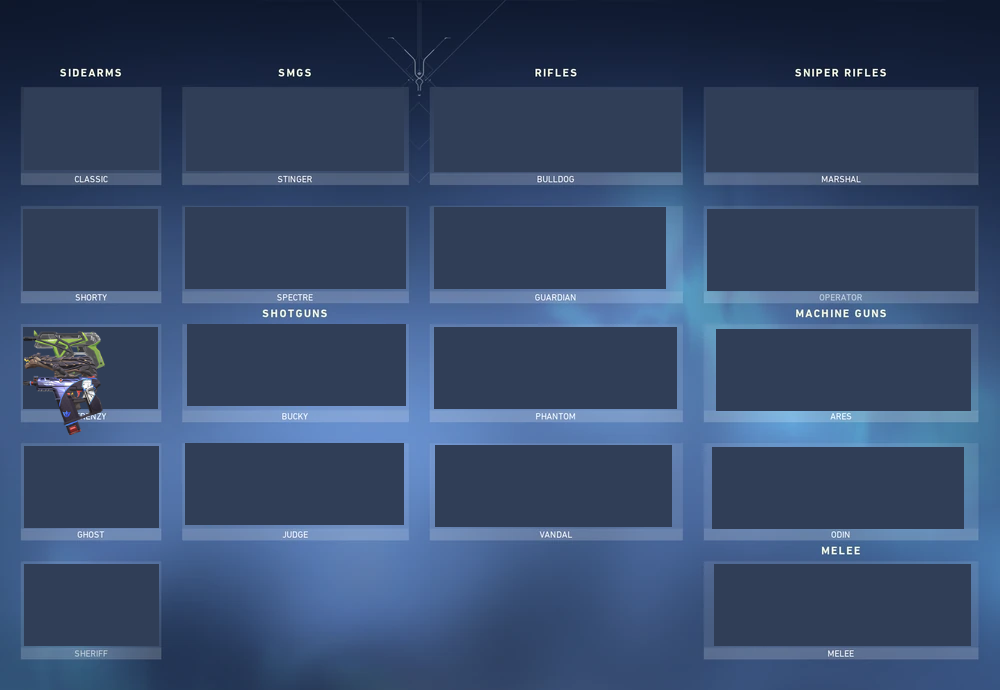 SIDEARMS
SMGS
RIFLES
SNIPER RIFLES
CLASSIC
STINGER
BULLDOG
MARSHAL
SHORTY
SPECTRE
GUARDIAN
OPERATOR
SHOTGUNS
MACHINE GUNS
ENZY
BUCKY
PHANTOM
ARES
GHOST
JUDGE
VANDAL
ODIN
MELEE
SHERIFF
MELEE